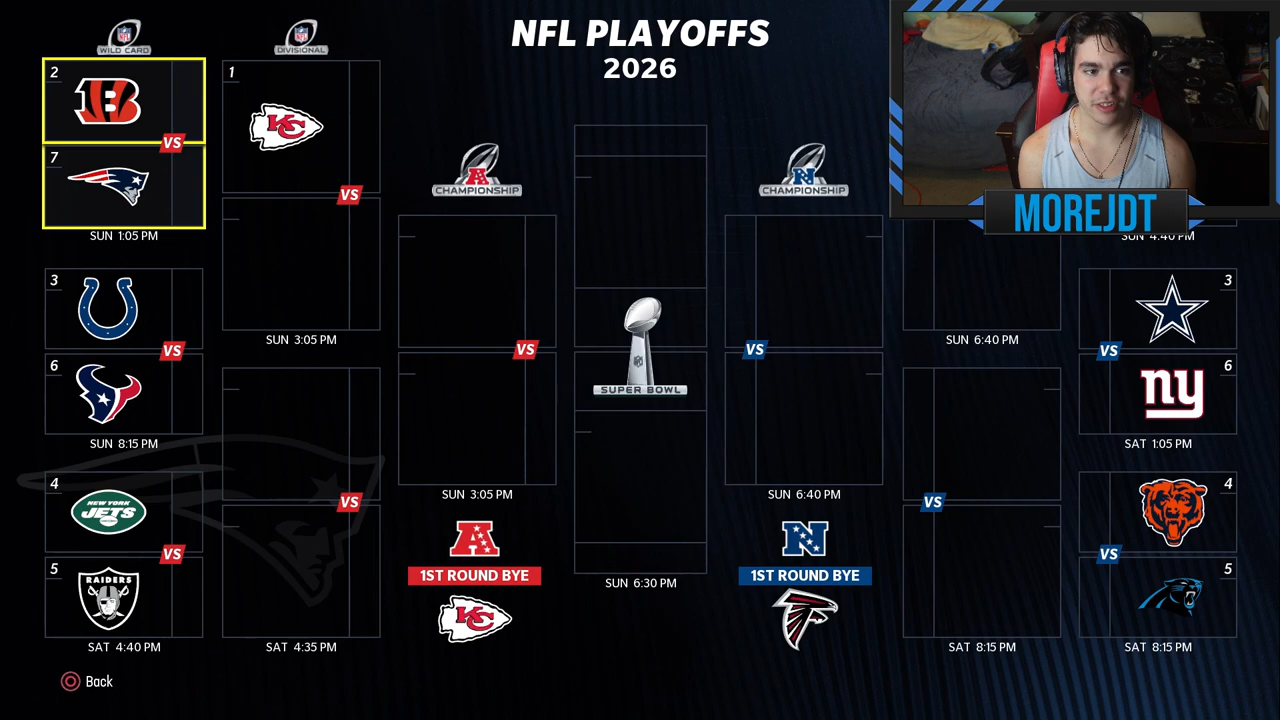 NFL PLAYOFFS
2026
WILD CARD
DIVISIONAL
2
B
VS
7
SUN 1:05 PM
3
VS
6
SUN 8:15 PM
4
NEW YORK
JETS
VS
5
RAIDERS
SAT 4:40 PM
1
KC
VS
SUN 3:05 PM
VS
SAT 4:35 PM
A
CHAMPIONSHIP
VS
SUN 3:05 PM
A
1ST ROUND BYE
KC
SUPER BOWL
SUN 6:30 PM
N
CHAMPIONSHIP
VS
SUN 6:40 PM
N
1ST ROUND BYE
SUN 6:40 PM
VS
SAT 8:15 PM
MOREJDT
SUN 4:40 PM
3
VS
6
ny
SAT 1:05 PM
4
VS
5
SAT 8:15 PM
Back